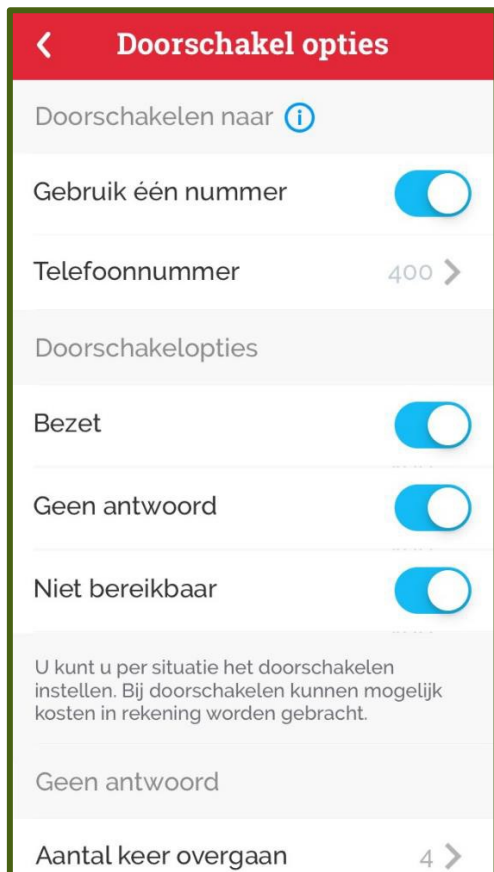 Doorschakel opties
Doorschakelen naar
Gebruik één nummer
Telefoonnummer 400
Doorschakelopties
Bezet
Geen antwoord
Niet bereikbaar
U kunt u per situatie het doorschakelen
instellen. Bij doorschakelen kunnen mogelijk
kosten in rekening worden gebracht.
Geen antwoord
Aantal keer overgaan 4